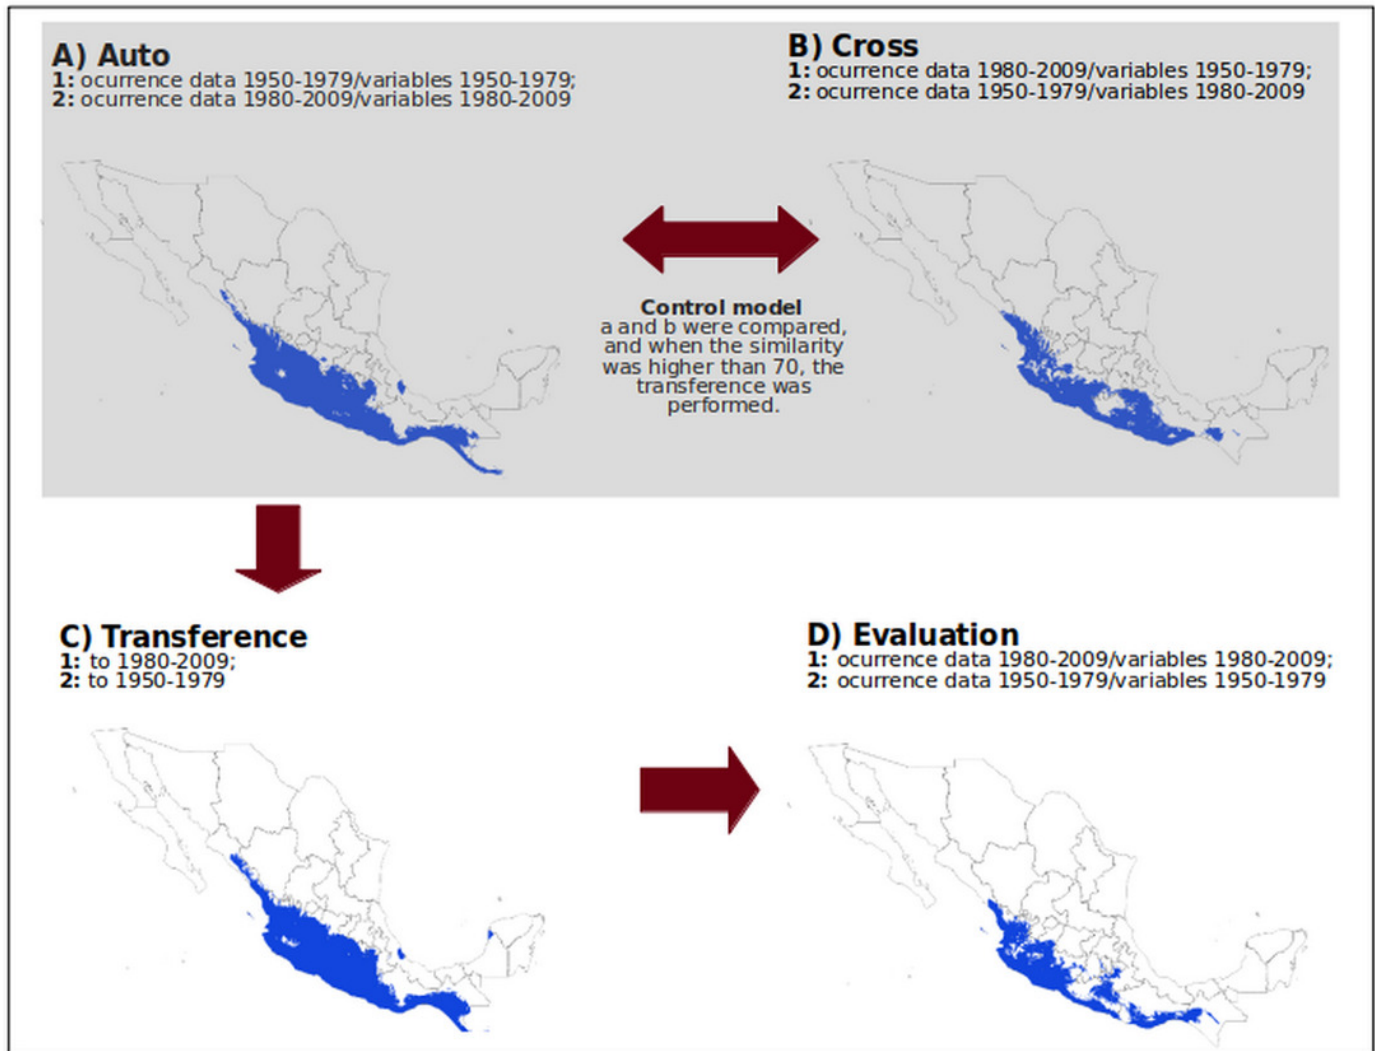 A) Auto
1: ocurrence data 1950-1979/variables 1950-1979;
2: ocurrence data 1980-2009/variables 1980-2009
B) Cross
1: ocurrence data 1980-2009/variables 1950-1979;
2: ocurrence data 1950-1979/variables 1980-2009
Control model
a and b were compared,
and when the similarity
was higher than 70, the
transference was
performed.
C) Transference
1: to 1980-2009;
2: to 1950-1979
D) Evaluation
1: ocurrence data 1980-2009/variables 1980-2009;
2: ocurrence data 1950-1979/variables 1950-1979